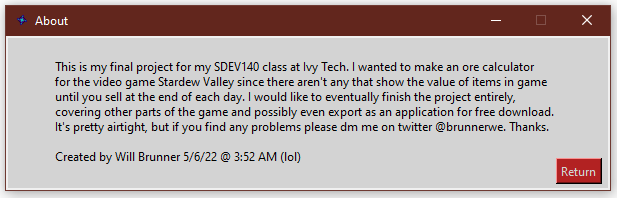 About
This is my final project for my SDEV140 class at Ivy Tech. I wanted to make an ore calculator
for the video game Stardew Valley since there aren't any that show the value of items in game
until you sell at the end of each day. I would like to eventually finish the project entirely,
covering other parts of the game and possibly even export as an application for free download.
It's pretty airtight, but if you find any problems please dm me on twitter @brunnerwe. Thanks.
Created by Will Brunner 5/6/22 @ 3:52 AM (lol)
Return